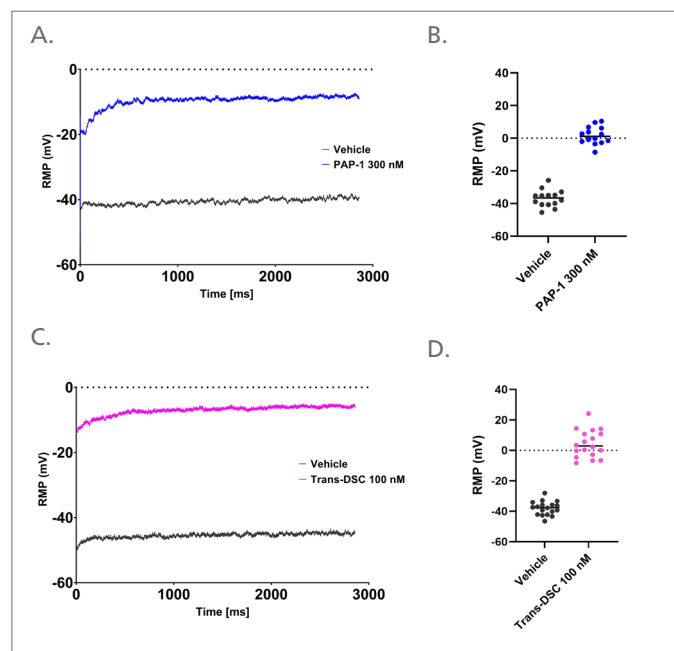 A.
0
-20
-40
-60
RMP (mV)
Vehicle
PAP-1 300 nM
0
1000
2000
3000
Time [ms]
B.
40
20
0
-20
-40
-60
RMP (mV)
Vehicle
PAP-1 300 nM
C.
0
-20
-40
-60
RMP (mV)
Vehicle
Trans-DSC 100 nM
0
1000
2000
3000
Time [ms]
D.
40
20
0
-20
-40
-60
RMP (mV)
Vehicle
Trans-DSC 100 nM